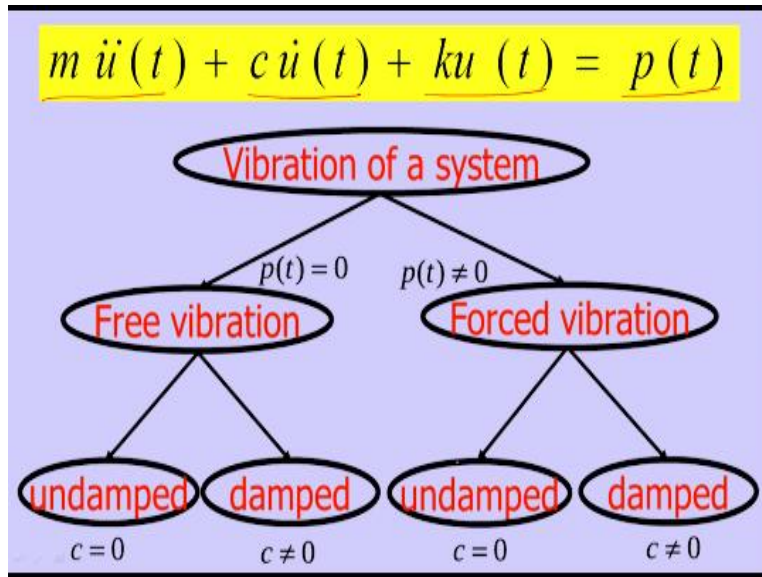 m ü (t) + c u̇ (t) + ku (t) = p (t)
Vibration of a system
p(t) = 0 p(t) ≠ 0
Free vibration Forced vibration
undamped damped undamped damped
c = 0 c ≠ 0 c = 0 c ≠ 0